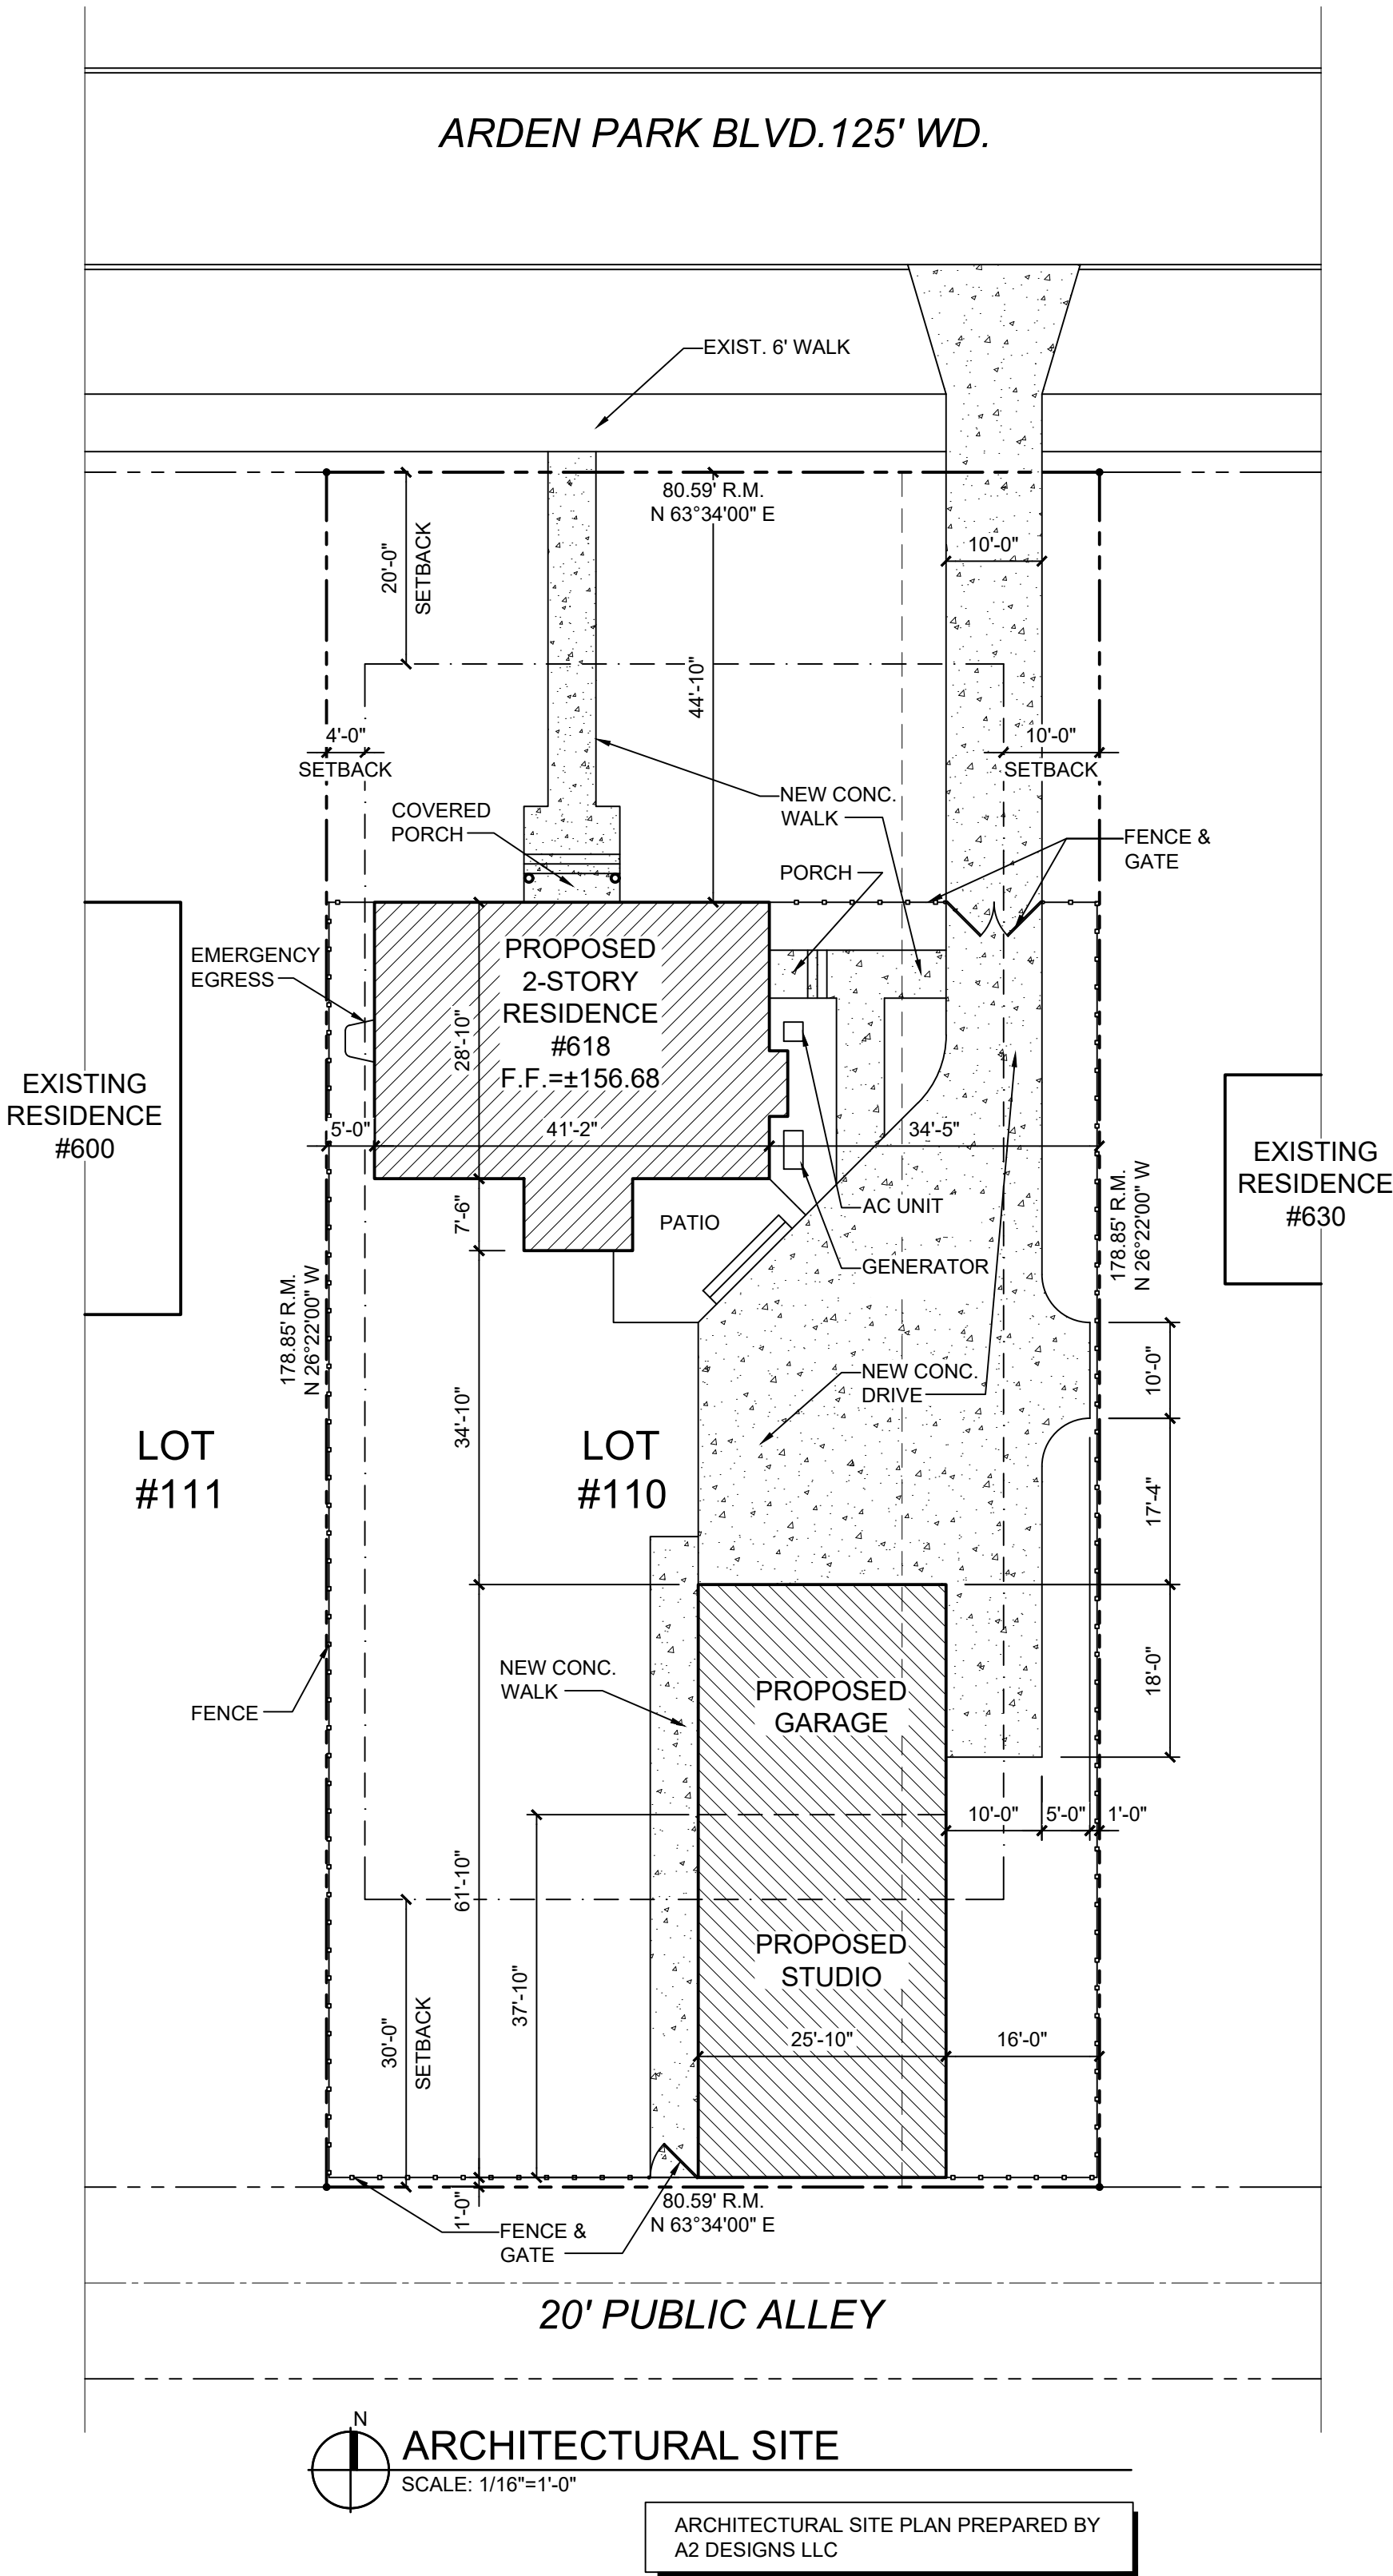 ARDEN PARK BLVD.125' WD.
EXIST. 6' WALK
80.59' R.M.
N 63°34'00" E
20'-0"
SETBACK
10'-0"
44'-10"
4'-0"
SETBACK
10'-0"
SETBACK
COVERED
PORCH
NEW CONC.
WALK
FENCE &
GATE
PORCH
EMERGENCY
EGRESS
PROPOSED
2-STORY
RESIDENCE
#618
F.F.=±156.68
28'-10"
EXISTING
RESIDENCE
#600
5'-0"
41'-2"
34'-5"
EXISTING
RESIDENCE
#630
7'-6"
PATIO
AC UNIT
GENERATOR
178.85' R.M.
N 26°22'00" W
178.85' R.M.
N 26°22'00" W
10'-0"
NEW CONC.
DRIVE
34'-10"
LOT
#111
LOT
#110
17'-4"
NEW CONC.
WALK
FENCE
PROPOSED
GARAGE
18'-0"
10'-0"
5'-0"
1'-0"
61'-10"
37'-10"
PROPOSED
STUDIO
30'-0"
SETBACK
25'-10"
16'-0"
1'-0"
80.59' R.M.
N 63°34'00" E
FENCE &
GATE
20' PUBLIC ALLEY
N
ARCHITECTURAL SITE
SCALE: 1/16"=1'-0"
ARCHITECTURAL SITE PLAN PREPARED BY
A2 DESIGNS LLC